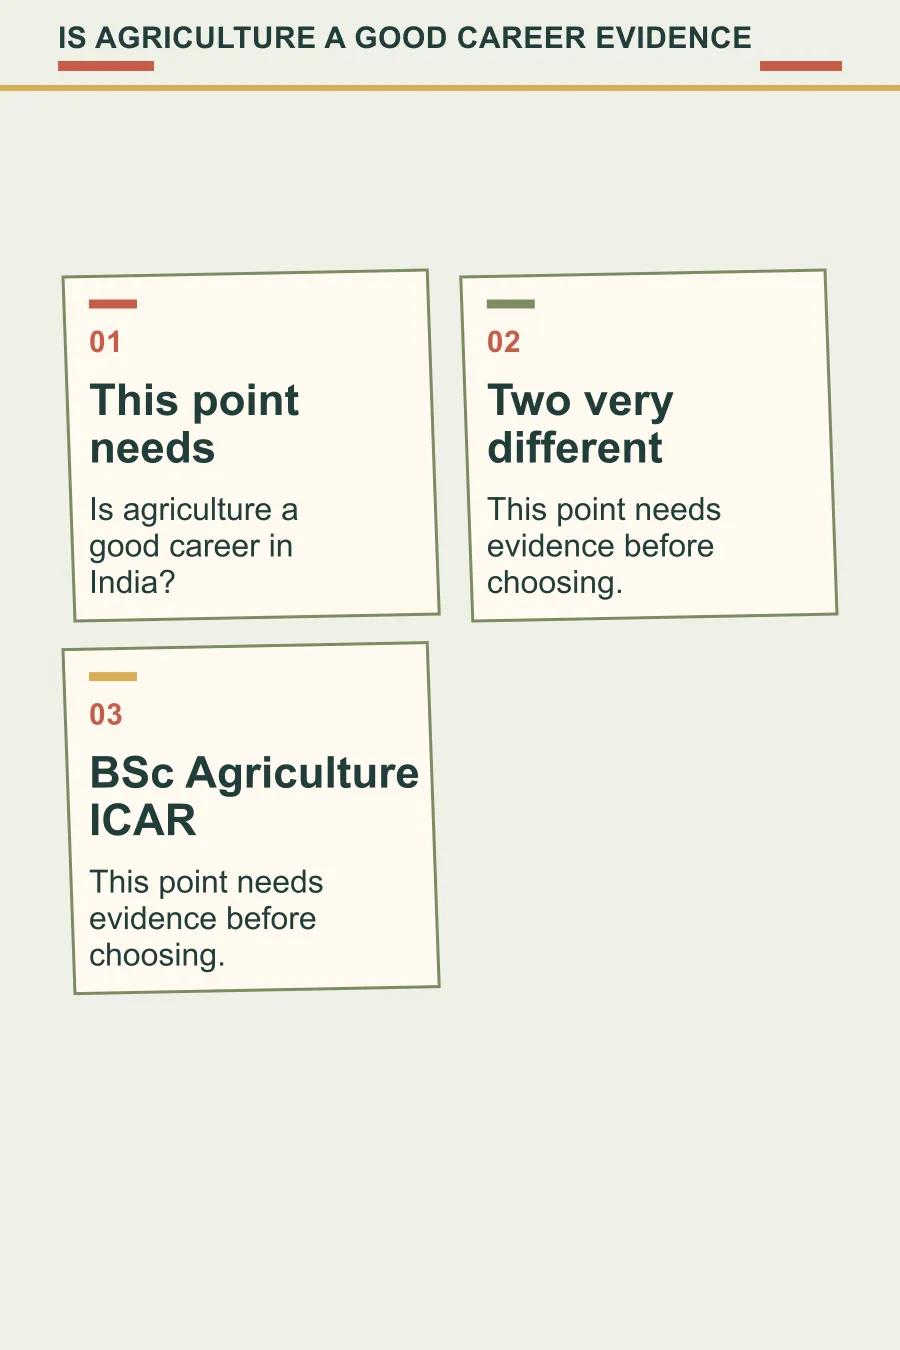 IS AGRICULTURE A GOOD CAREER EVIDENCE
01
This point
needs
Is agriculture a
good career in
India?
02
Two very
different
This point needs
evidence before
choosing.
03
BSc Agriculture
ICAR
This point needs
evidence before
choosing.